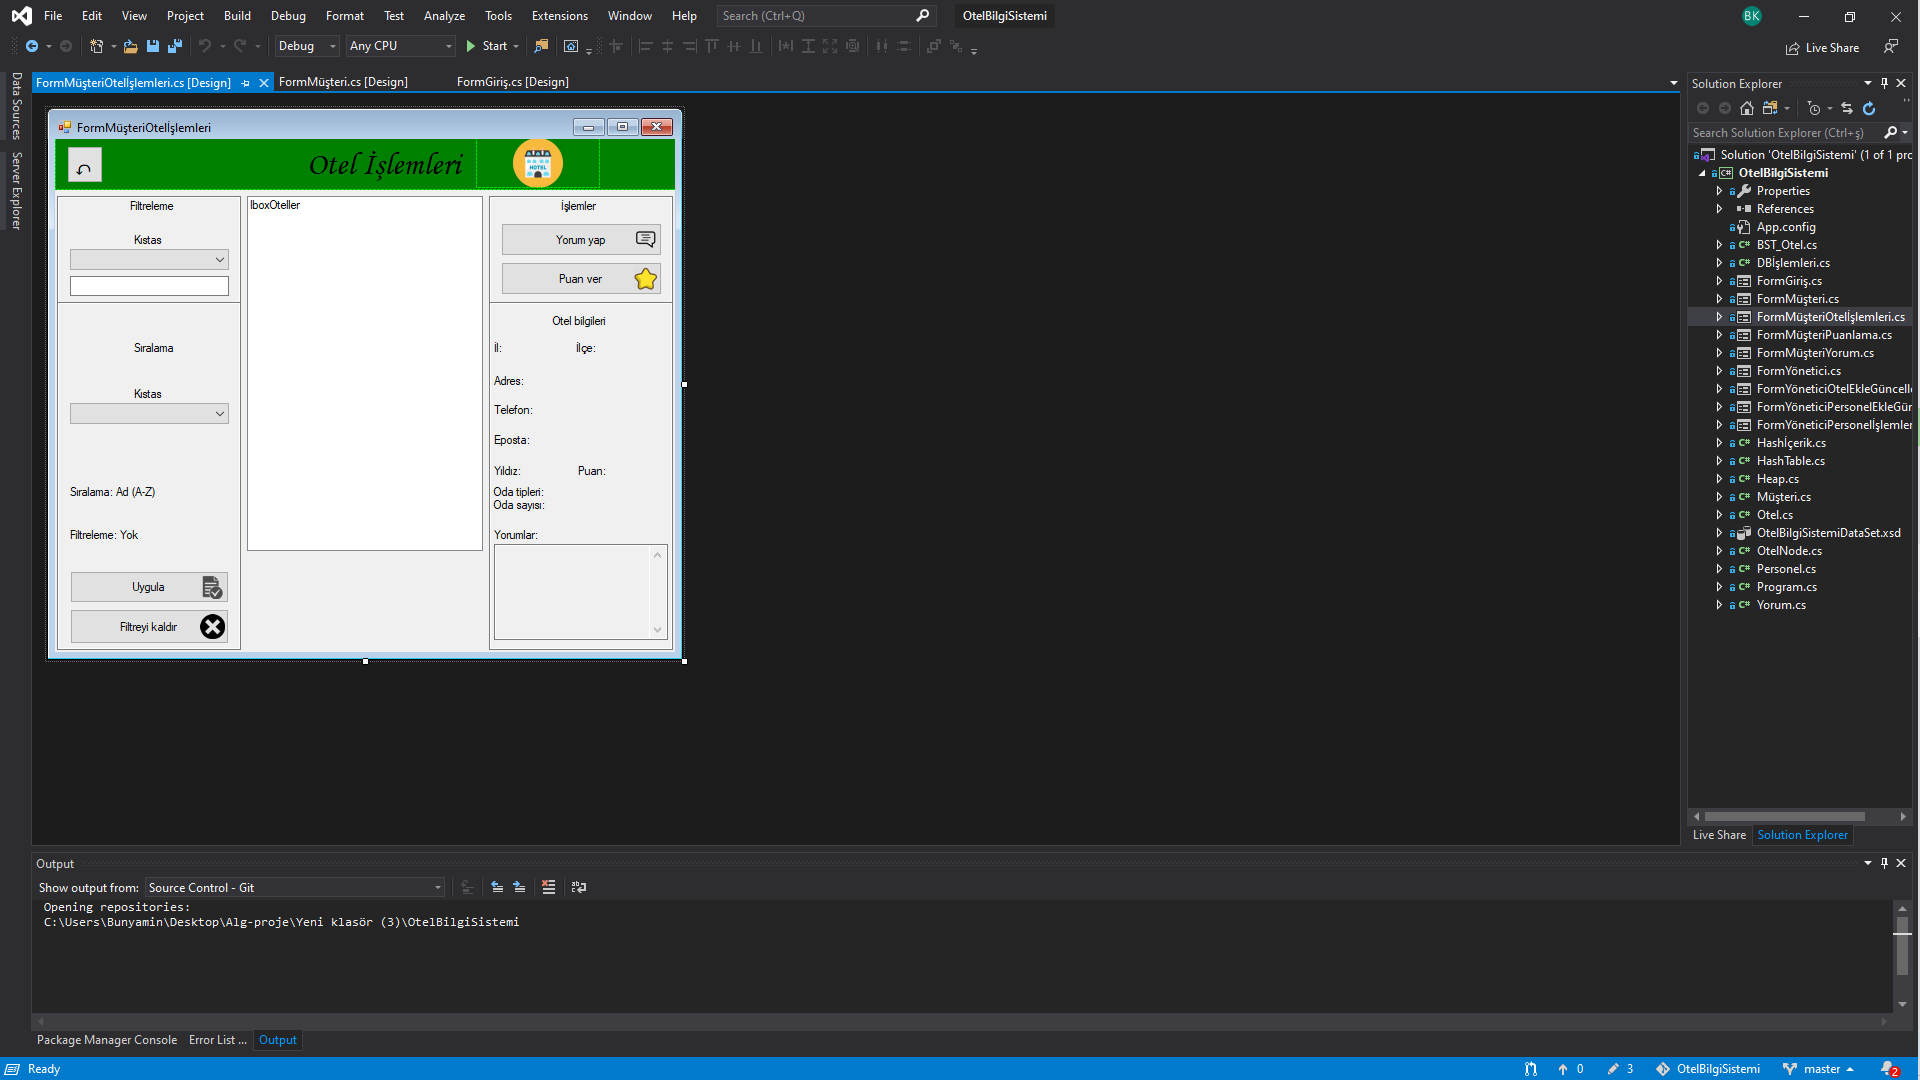 File Edit View Project Build Debug Format Test Analyze Tools Extensions Window Help Search (Ctrl+Q) OtelBilgiSistemi BK
Debug Any CPU Start Live Share
Data Sources
Server Explorer
FormMüşteriOtelİşlemleri.cs [Design] FormMüşteri.cs [Design] FormGiriş.cs [Design]
FormMüşteriOtelİşlemleri
Otel İşlemleri
HOTEL
Filtreleme
Kıstas
Sıralama
Kıstas
Sıralama: Ad (A-Z)
Filtreleme: Yok
Uygula
Filtreyi kaldır
lboxOteller
İşlemler
Yorum yap
Puan ver
Otel bilgileri
İl: İlçe:
Adres:
Telefon:
Eposta:
Yıldız: Puan:
Oda tipleri:
Oda sayısı:
Yorumlar:
Solution Explorer
Search Solution Explorer (Ctrl+ş)
Solution 'OtelBilgiSistemi' (1 of 1 pro
OtelBilgiSistemi
Properties
References
App.config
BST_Otel.cs
DBİşlemleri.cs
FormGiriş.cs
FormMüşteri.cs
FormMüşteriOtelİşlemleri.cs
FormMüşteriPuanlama.cs
FormMüşteriYorum.cs
FormYönetici.cs
FormYöneticiOtelEkleGüncelle
FormYöneticiPersonelEkleGün
FormYöneticiPersonelİşlemler
Hashİçerik.cs
HashTable.cs
Heap.cs
Müşteri.cs
Otel.cs
OtelBilgiSistemiDataSet.xsd
OtelNode.cs
Personel.cs
Program.cs
Yorum.cs
Live Share Solution Explorer
Output
Show output from: Source Control - Git
Opening repositories:
C:\Users\Bunyamin\Desktop\Alg-proje\Yeni klasör (3)\OtelBilgiSistemi
Package Manager Console Error List ... Output
Ready 0 3 OtelBilgiSistemi master 2